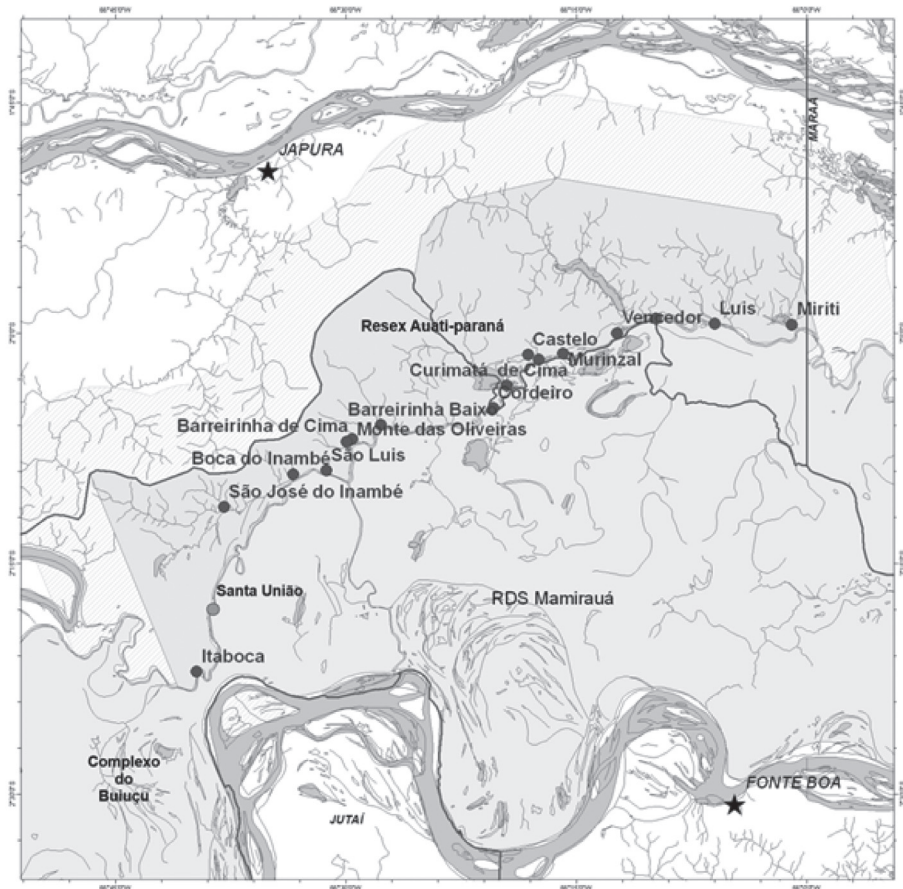 JAPURA
MARAÃ
Resex Auati-paraná
Vencedor
Luis
Miriti
Castelo
Murinzal
Curimatá de Cima
Cordeiro
Barreirinha Baixo
Barreirinha de Cima
Monte das Oliveiras
Boca do Inambé
São Luis
São José do Inambé
Santa União
RDS Mamirauá
Itaboca
Complexo
do
Buiuçu
FONTE BOA
JUTAÍ